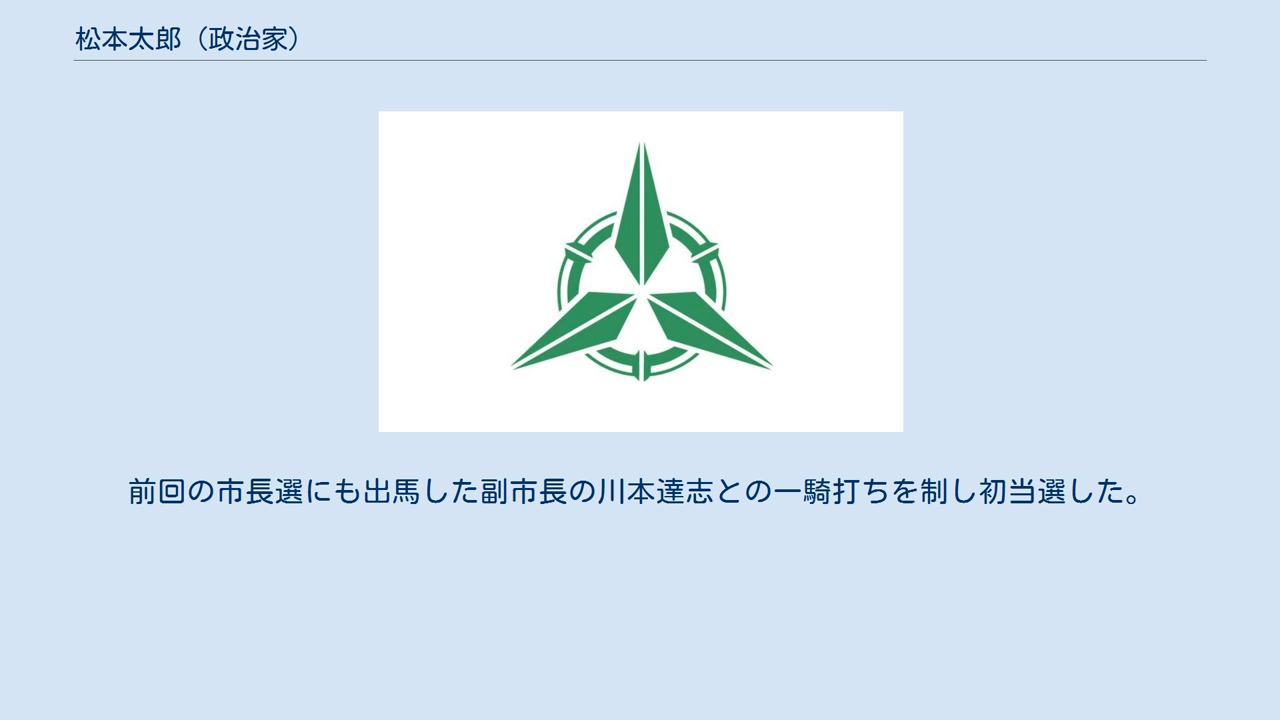 松本太郎（政治家）
前回の市長選にも出馬した副市長の川本達志との一騎打ちを制し初当選した。